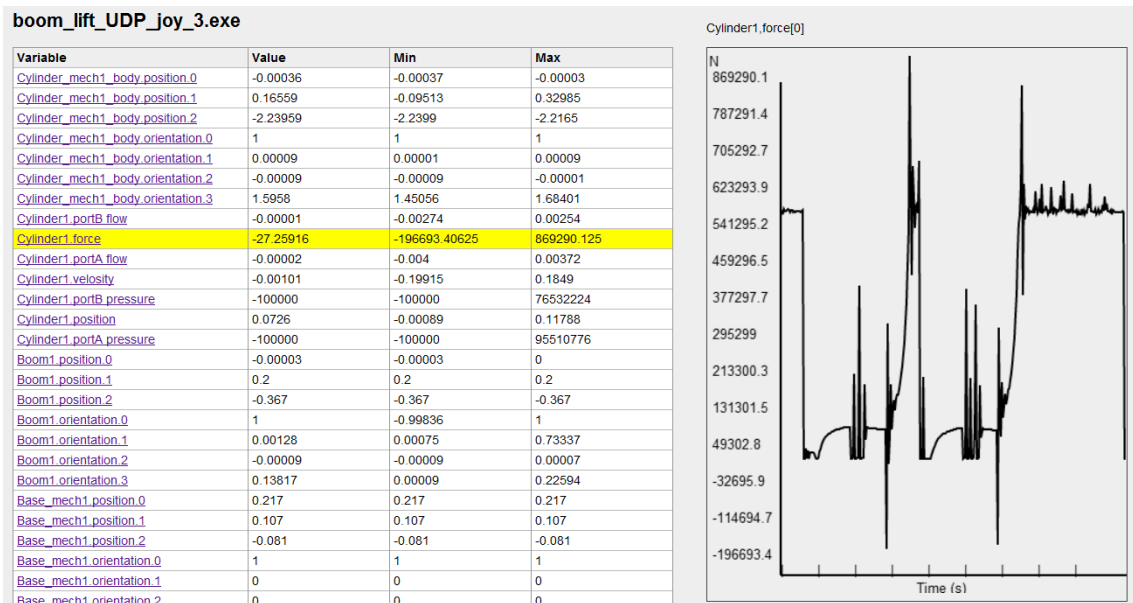 boom_lift_UDP_joy_3.exe
Variable Value Min Max
Cylinder_mech1_body.position.0 -0.00036 -0.00037 -0.00003
Cylinder_mech1_body.position.1 0.16559 -0.09513 0.32985
Cylinder_mech1_body.position.2 -2.23959 -2.2399 -2.2165
Cylinder_mech1_body.orientation.0 1 1 1
Cylinder_mech1_body.orientation.1 0.00009 0.00001 0.00009
Cylinder_mech1_body.orientation.2 -0.00009 -0.00009 -0.00001
Cylinder_mech1_body.orientation.3 1.5958 1.45056 1.68401
Cylinder1.portB flow -0.00001 -0.00274 0.00254
Cylinder1.force -27.25916 -196693.40625 869290.125
Cylinder1.portA flow -0.00002 -0.004 0.00372
Cylinder1.velosity -0.00101 -0.19915 0.1849
Cylinder1.portB pressure -100000 -100000 76532224
Cylinder1.position 0.0726 -0.00089 0.11788
Cylinder1.portA pressure -100000 -100000 95510776
Boom1.position.0 -0.00003 -0.00003 0
Boom1.position.1 0.2 0.2 0.2
Boom1.position.2 -0.367 -0.367 -0.367
Boom1.orientation.0 1 -0.99836 1
Boom1.orientation.1 0.00128 0.00075 0.73337
Boom1.orientation.2 -0.00009 -0.00009 0.00007
Boom1.orientation.3 0.13817 0.00009 0.22594
Base_mech1.position.0 0.217 0.217 0.217
Base_mech1.position.1 0.107 0.107 0.107
Base_mech1.position.2 -0.081 -0.081 -0.081
Base_mech1.orientation.0 1 1 1
Base_mech1.orientation.1 0 0 0
Base_mech1.orientation.2 0 0 0
Cylinder1,force[0]
N
869290.1
787291.4
705292.7
623293.9
541295.2
459296.5
377297.7
295299
213300.3
131301.5
49302.8
-32695.9
-114694.7
-196693.4
Time (s)